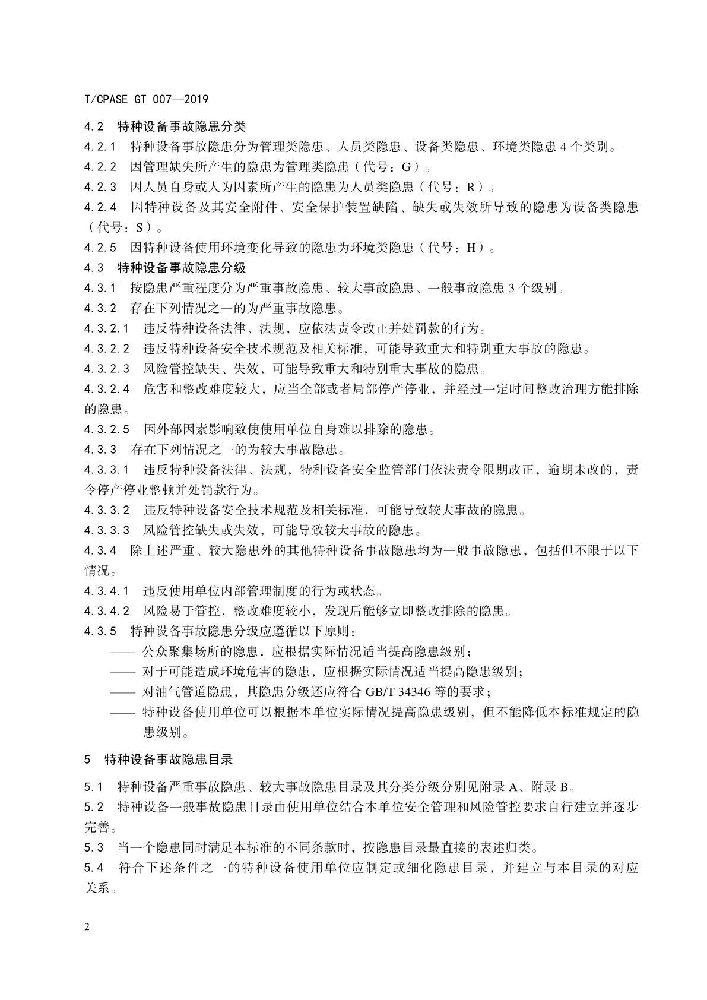 T/CPASE GT 007—2019
4.2 特种设备事故隐患分类
4.2.1 特种设备事故隐患分为管理类隐患、人员类隐患、设备类隐患、环境类隐患 4 个类别。
4.2.2 因管理缺失所产生的隐患为管理类隐患（代号：G）。
4.2.3 因人员自身或人为因素所产生的隐患为人员类隐患（代号：R）。
4.2.4 因特种设备及其安全附件、安全保护装置缺陷、缺失或失效所导致的隐患为设备类隐患
（代号：S）。
4.2.5 因特种设备使用环境变化导致的隐患为环境类隐患（代号：H）。
4.3 特种设备事故隐患分级
4.3.1 按隐患严重程度分为严重事故隐患、较大事故隐患、一般事故隐患 3 个级别。
4.3.2 存在下列情况之一的为严重事故隐患。
4.3.2.1 违反特种设备法律、法规，应依法责令改正并处罚款的行为。
4.3.2.2 违反特种设备安全技术规范及相关标准，可能导致重大和特别重大事故的隐患。
4.3.2.3 风险管控缺失、失效，可能导致重大和特别重大事故的隐患。
4.3.2.4 危害和整改难度较大，应当全部或者局部停产停业，并经过一定时间整改治理方能排除
的隐患。
4.3.2.5 因外部因素影响致使使用单位自身难以排除的隐患。
4.3.3 存在下列情况之一的为较大事故隐患。
4.3.3.1 违反特种设备法律、法规，特种设备安全监管部门依法责令限期改正，逾期未改的，责
令停产停业整顿并处罚款行为。
4.3.3.2 违反特种设备安全技术规范及相关标准，可能导致较大事故的隐患。
4.3.3.3 风险管控缺失或失效，可能导致较大事故的隐患。
4.3.4 除上述严重、较大隐患外的其他特种设备事故隐患均为一般事故隐患，包括但不限于以下
情况。
4.3.4.1 违反使用单位内部管理制度的行为或状态。
4.3.4.2 风险易于管控，整改难度较小，发现后能够立即整改排除的隐患。
4.3.5 特种设备事故隐患分级应遵循以下原则：
—— 公众聚集场所的隐患，应根据实际情况适当提高隐患级别；
—— 对于可能造成环境危害的隐患，应根据实际情况适当提高隐患级别；
—— 对油气管道隐患，其隐患分级还应符合 GB/T 34346 等的要求；
—— 特种设备使用单位可以根据本单位实际情况提高隐患级别，但不能降低本标准规定的隐
患级别。
5 特种设备事故隐患目录
5.1 特种设备严重事故隐患、较大事故隐患目录及其分类分级分别见附录 A、附录 B。
5.2 特种设备一般事故隐患目录由使用单位结合本单位安全管理和风险管控要求自行建立并逐步
完善。
5.3 当一个隐患同时满足本标准的不同条款时，按隐患目录最直接的表述归类。
5.4 符合下述条件之一的特种设备使用单位应制定或细化隐患目录，并建立与本目录的对应
关系。
2